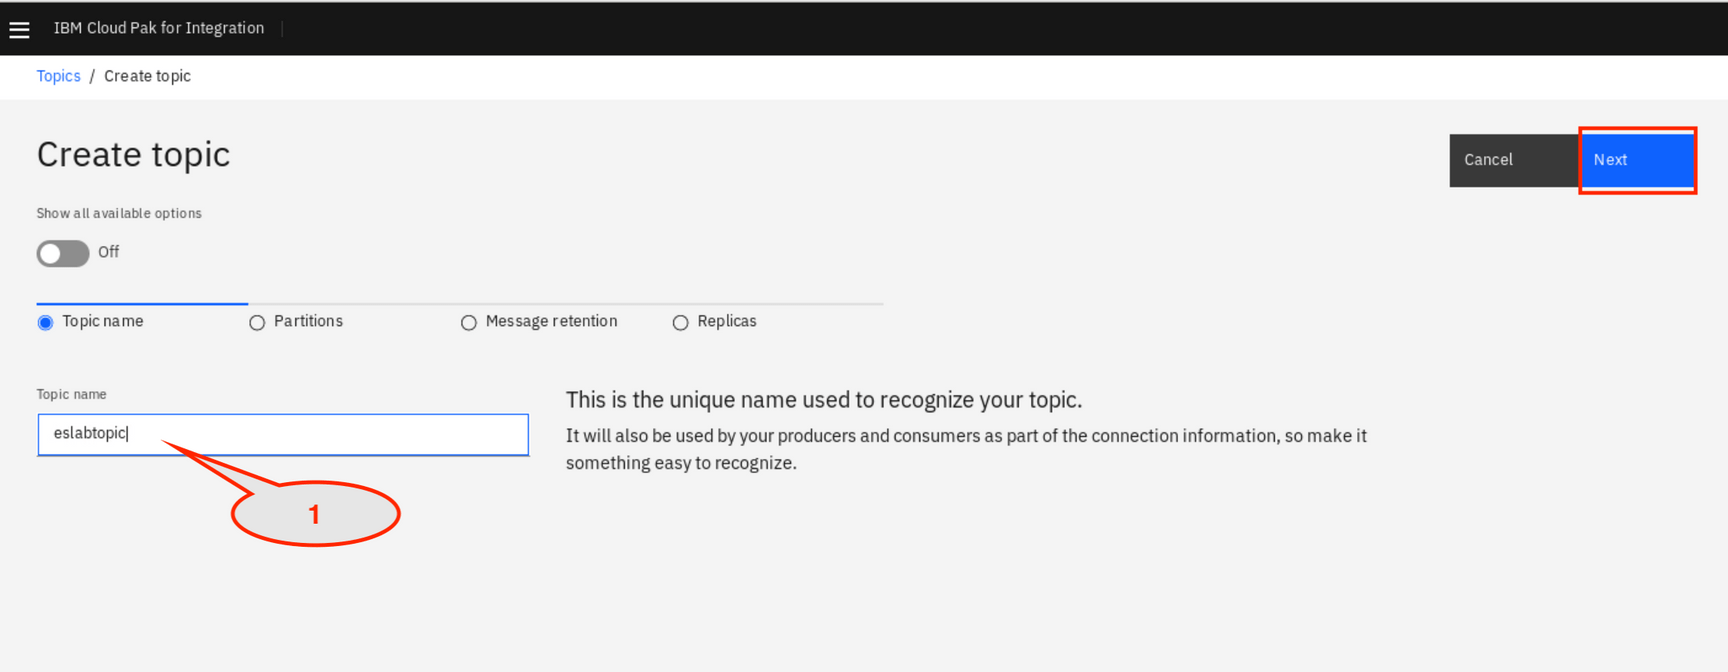 IBM Cloud Pak for Integration
Topics / Create topic
Create topic
Cancel
Next
Show all available options
Off
Topic name
Partitions
Message retention
Replicas
Topic name
eslabtopic
This is the unique name used to recognize your topic.
It will also be used by your producers and consumers as part of the connection information, so make it
something easy to recognize.
1